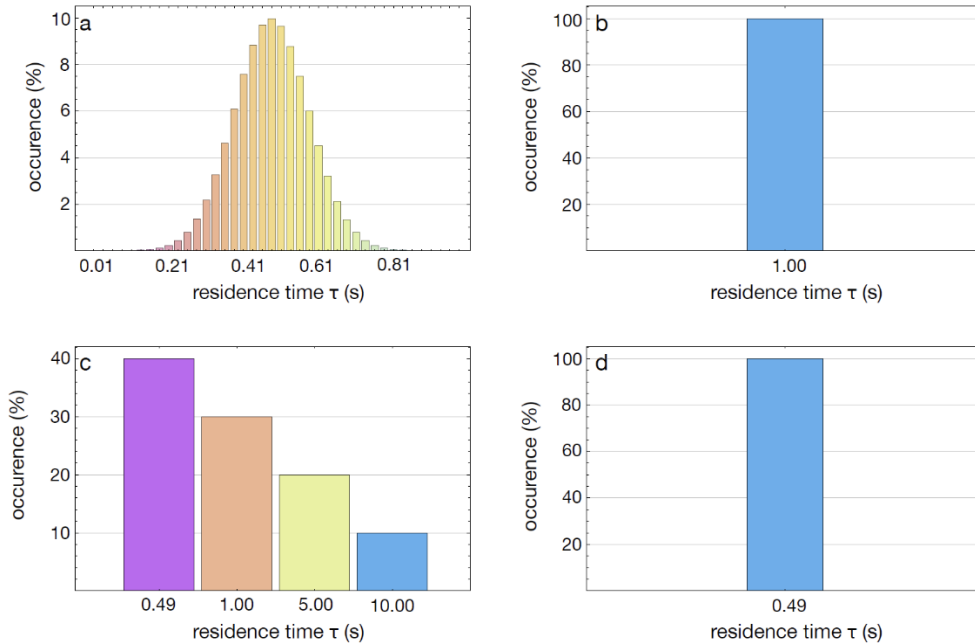 a
10
8
6
4
2
occurence (%)
0.01 0.21 0.41 0.61 0.81
residence time τ (s)
b
100
80
60
40
20
occurence (%)
1.00
residence time τ (s)
c
40
30
20
10
occurence (%)
0.49 1.00 5.00 10.00
residence time τ (s)
d
100
80
60
40
20
occurence (%)
0.49
residence time τ (s)